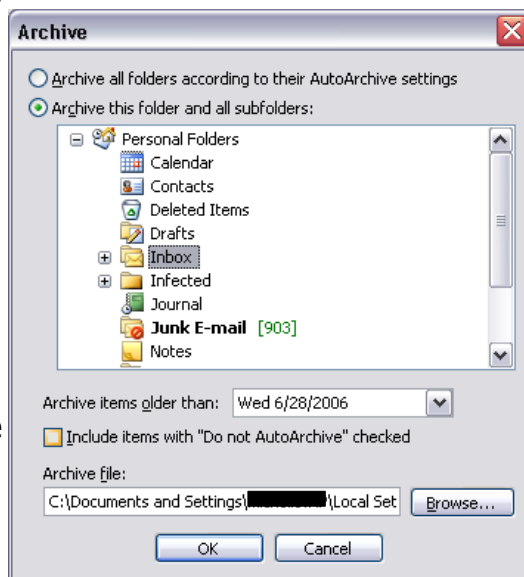 Archive
Archive all folders according to their AutoArchive settings
Archive this folder and all subfolders:
Personal Folders
Calendar
Contacts
Deleted Items
Drafts
Inbox
Infected
Journal
Junk E-mail [903]
Notes
Archive items older than: Wed 6/28/2006
Include items with "Do not AutoArchive" checked
Archive file:
C:\Documents and Settings\ \Local Set Browse...
OK Cancel